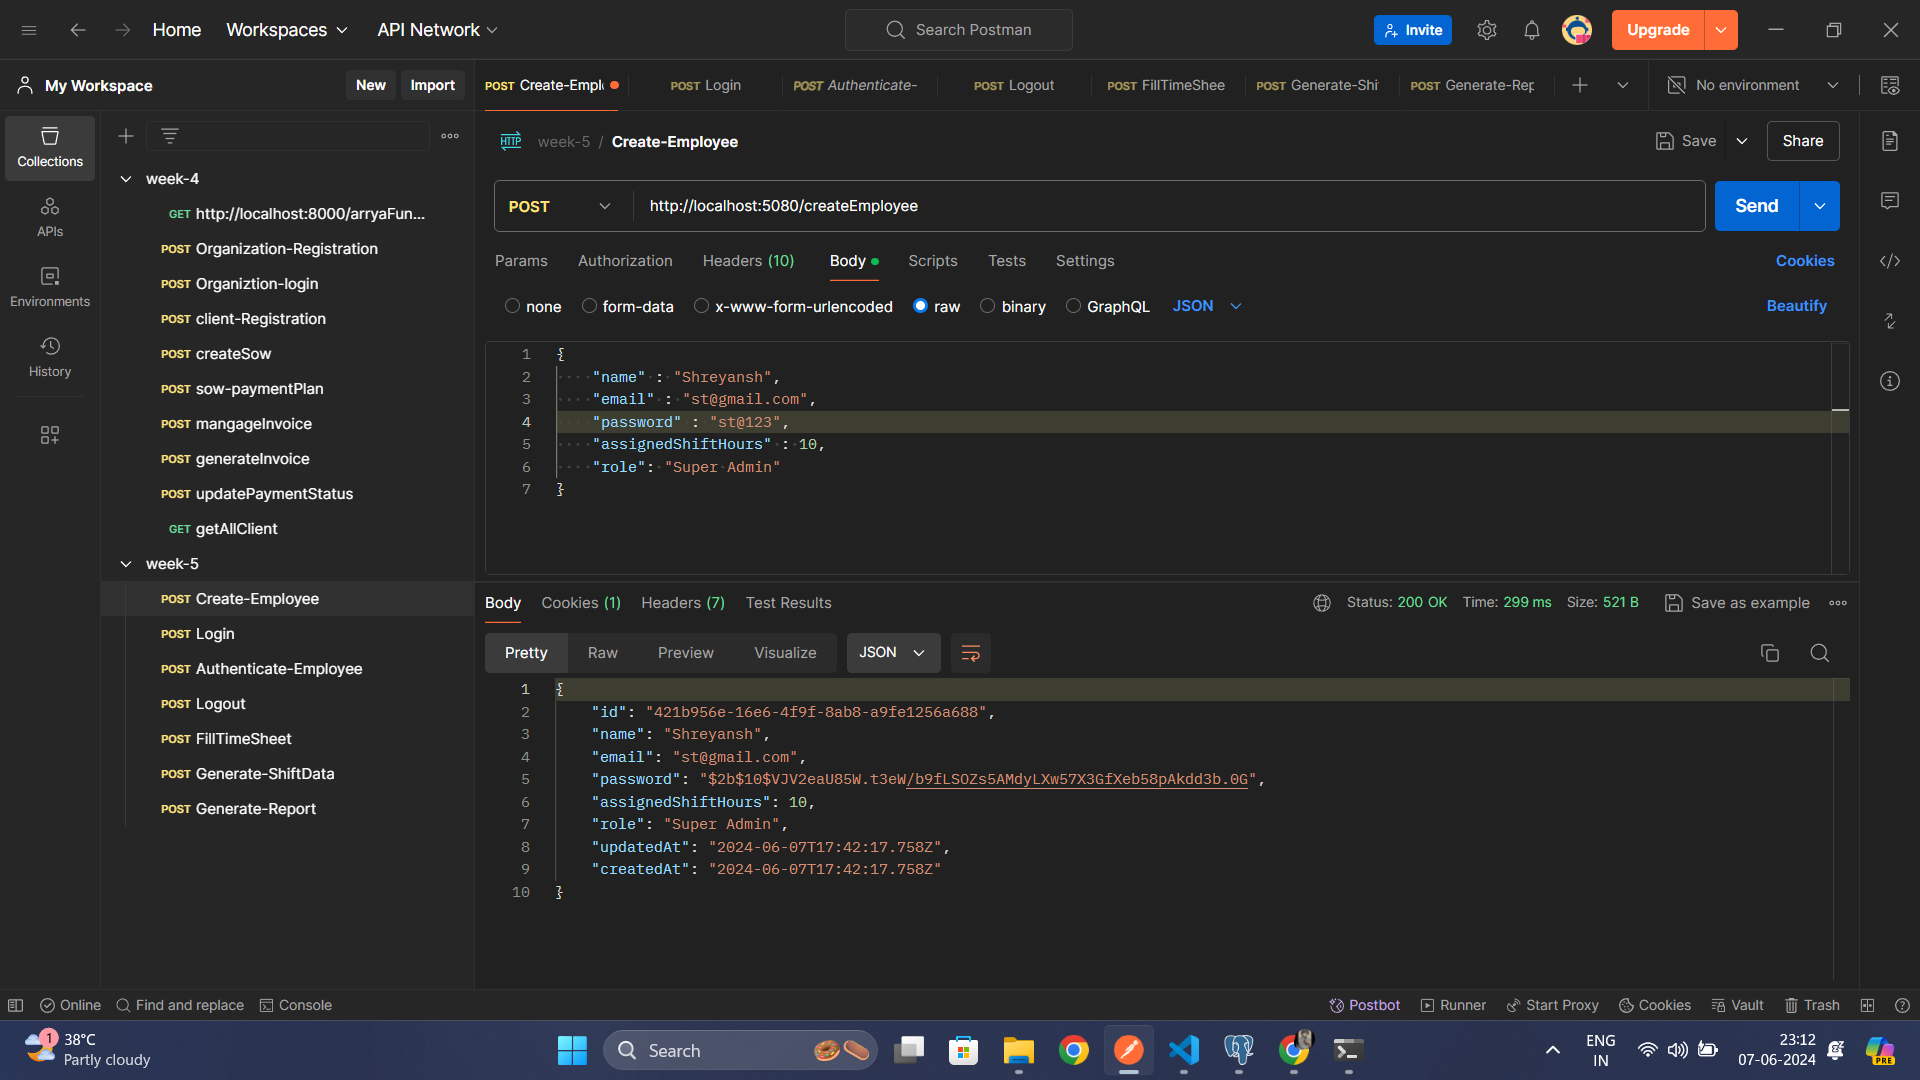 Home
Workspaces
API Network
Search Postman
Invite
Upgrade
My Workspace
New
Import
POST Create-Empl
POST Login
POST Authenticate-
POST Logout
POST FillTimeShee
POST Generate-Shi
POST Generate-Rep
No environment
Collections
APIs
Environments
History
week-4
GET http://localhost:8000/arryaFun...
POST Organization-Registration
POST Organiztion-login
POST client-Registration
POST createSow
POST sow-paymentPlan
POST mangageInvoice
POST generateInvoice
POST updatePaymentStatus
GET getAllClient
week-5
POST Create-Employee
POST Login
POST Authenticate-Employee
POST Logout
POST FillTimeSheet
POST Generate-ShiftData
POST Generate-Report
HTTP week-5 / Create-Employee
Save
Share
POST http://localhost:5080/createEmployee
Send
Params Authorization Headers (10) Body Scripts Tests Settings Cookies
none form-data x-www-form-urlencoded raw binary GraphQL JSON Beautify
1 {
2 "name" : "Shreyansh",
3 "email" : "st@gmail.com",
4 "password" : "st@123",
5 "assignedShiftHours" : 10,
6 "role": "Super Admin"
7 }
Body Cookies (1) Headers (7) Test Results Status: 200 OK Time: 299 ms Size: 521 B Save as example
Pretty Raw Preview Visualize JSON
1 {
2 "id": "421b956e-16e6-4f9f-8ab8-a9fe1256a688",
3 "name": "Shreyansh",
4 "email": "st@gmail.com",
5 "password": "$2b$10$VJV2eaU85W.t3eW/b9fLSOZs5AMdyLXw57X3GfXeb58pAkdd3b.0G",
6 "assignedShiftHours": 10,
7 "role": "Super Admin",
8 "updatedAt": "2024-06-07T17:42:17.758Z",
9 "createdAt": "2024-06-07T17:42:17.758Z"
10 }
Online Find and replace Console Postbot Runner Start Proxy Cookies Vault Trash
1
38°C
Partly cloudy
Search
ENG
IN
23:12
07-06-2024
PRE